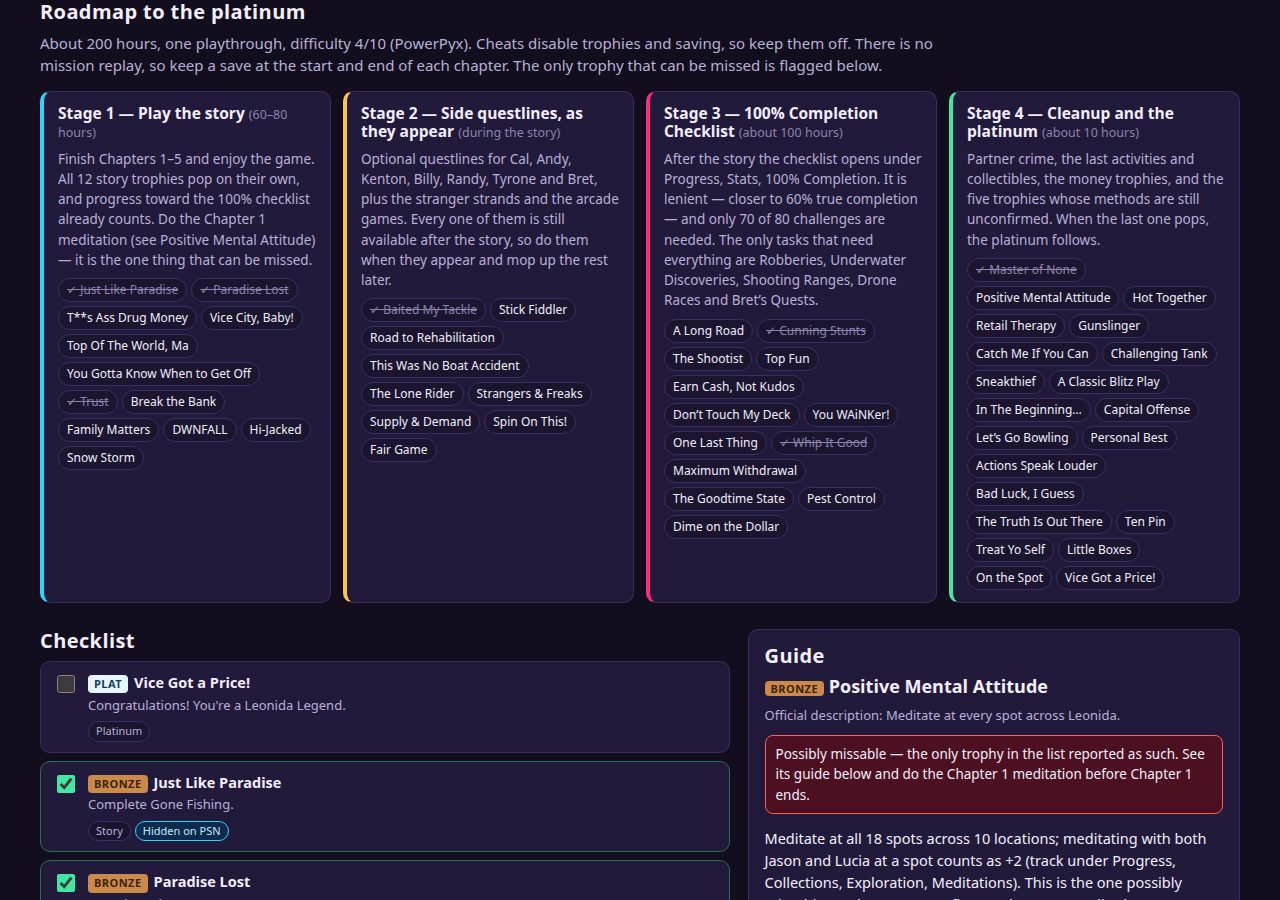 Roadmap to the platinum
About 200 hours, one playthrough, difficulty 4/10 (PowerPyx). Cheats disable trophies and saving, so keep them off. There is no
mission replay, so keep a save at the start and end of each chapter. The only trophy that can be missed is flagged below.
Stage 1 — Play the story (60–80
hours)
Finish Chapters 1–5 and enjoy the game.
All 12 story trophies pop on their own,
and progress toward the 100% checklist
already counts. Do the Chapter 1
meditation (see Positive Mental Attitude)
— it is the one thing that can be missed.
✓ Just Like Paradise ✓ Paradise Lost
T**s Ass Drug Money Vice City, Baby!
Top Of The World, Ma
You Gotta Know When to Get Off
✓ Trust Break the Bank
Family Matters DWNFALL Hi-Jacked
Snow Storm
Stage 2 — Side questlines, as
they appear (during the story)
Optional questlines for Cal, Andy,
Kenton, Billy, Randy, Tyrone and Bret,
plus the stranger strands and the arcade
games. Every one of them is still
available after the story, so do them
when they appear and mop up the rest
later.
✓ Baited My Tackle Stick Fiddler
Road to Rehabilitation
This Was No Boat Accident
The Lone Rider Strangers & Freaks
Supply & Demand Spin On This!
Fair Game
Stage 3 — 100% Completion
Checklist (about 100 hours)
After the story the checklist opens under
Progress, Stats, 100% Completion. It is
lenient — closer to 60% true completion
— and only 70 of 80 challenges are
needed. The only tasks that need
everything are Robberies, Underwater
Discoveries, Shooting Ranges, Drone
Races and Bret's Quests.
A Long Road ✓ Cunning Stunts
The Shootist Top Fun
Earn Cash, Not Kudos
Don't Touch My Deck You WAiNKer!
One Last Thing ✓ Whip It Good
Maximum Withdrawal
The Goodtime State Pest Control
Dime on the Dollar
Stage 4 — Cleanup and the
platinum (about 10 hours)
Partner crime, the last activities and
collectibles, the money trophies, and the
five trophies whose methods are still
unconfirmed. When the last one pops,
the platinum follows.
✓ Master of None
Positive Mental Attitude Hot Together
Retail Therapy Gunslinger
Catch Me If You Can Challenging Tank
Sneakthief A Classic Blitz Play
In The Beginning... Capital Offense
Let's Go Bowling Personal Best
Actions Speak Louder
Bad Luck, I Guess
The Truth Is Out There Ten Pin
Treat Yo Self Little Boxes
On the Spot Vice Got a Price!
Checklist
PLAT Vice Got a Price!
Congratulations! You're a Leonida Legend.
Platinum
BRONZE Just Like Paradise
Complete Gone Fishing.
Story Hidden on PSN
BRONZE Paradise Lost
Guide
BRONZE Positive Mental Attitude
Official description: Meditate at every spot across Leonida.
Possibly missable — the only trophy in the list reported as such. See
its guide below and do the Chapter 1 meditation before Chapter 1
ends.
Meditate at all 18 spots across 10 locations; meditating with both
Jason and Lucia at a spot counts as +2 (track under Progress,
Collections, Exploration, Meditations). This is the one possibly